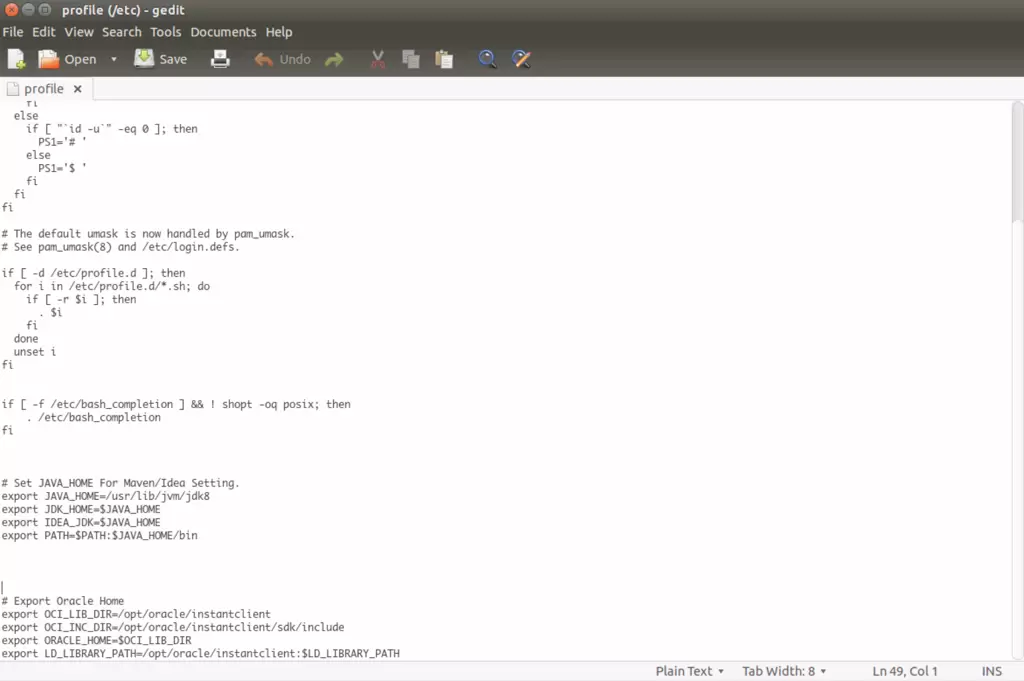 profile (/etc) - gedit
File Edit View Search Tools Documents Help
Open Save Undo
profile
fi
else
if [ "`id -u`" -eq 0 ]; then
PS1='# '
else
PS1='$ '
fi
fi
fi
# The default umask is now handled by pam_umask.
# See pam_umask(8) and /etc/login.defs.
if [ -d /etc/profile.d ]; then
for i in /etc/profile.d/*.sh; do
if [ -r $i ]; then
. $i
fi
done
unset i
fi
if [ -f /etc/bash_completion ] && ! shopt -oq posix; then
. /etc/bash_completion
fi
# Set JAVA_HOME For Maven/Idea Setting.
export JAVA_HOME=/usr/lib/jvm/jdk8
export JDK_HOME=$JAVA_HOME
export IDEA_JDK=$JAVA_HOME
export PATH=$PATH:$JAVA_HOME/bin
# Export Oracle Home
export OCI_LIB_DIR=/opt/oracle/instantclient
export OCI_INC_DIR=/opt/oracle/instantclient/sdk/include
export ORACLE_HOME=$OCI_LIB_DIR
export LD_LIBRARY_PATH=/opt/oracle/instantclient:$LD_LIBRARY_PATH
Plain Text Tab Width: 8 Ln 49, Col 1 INS